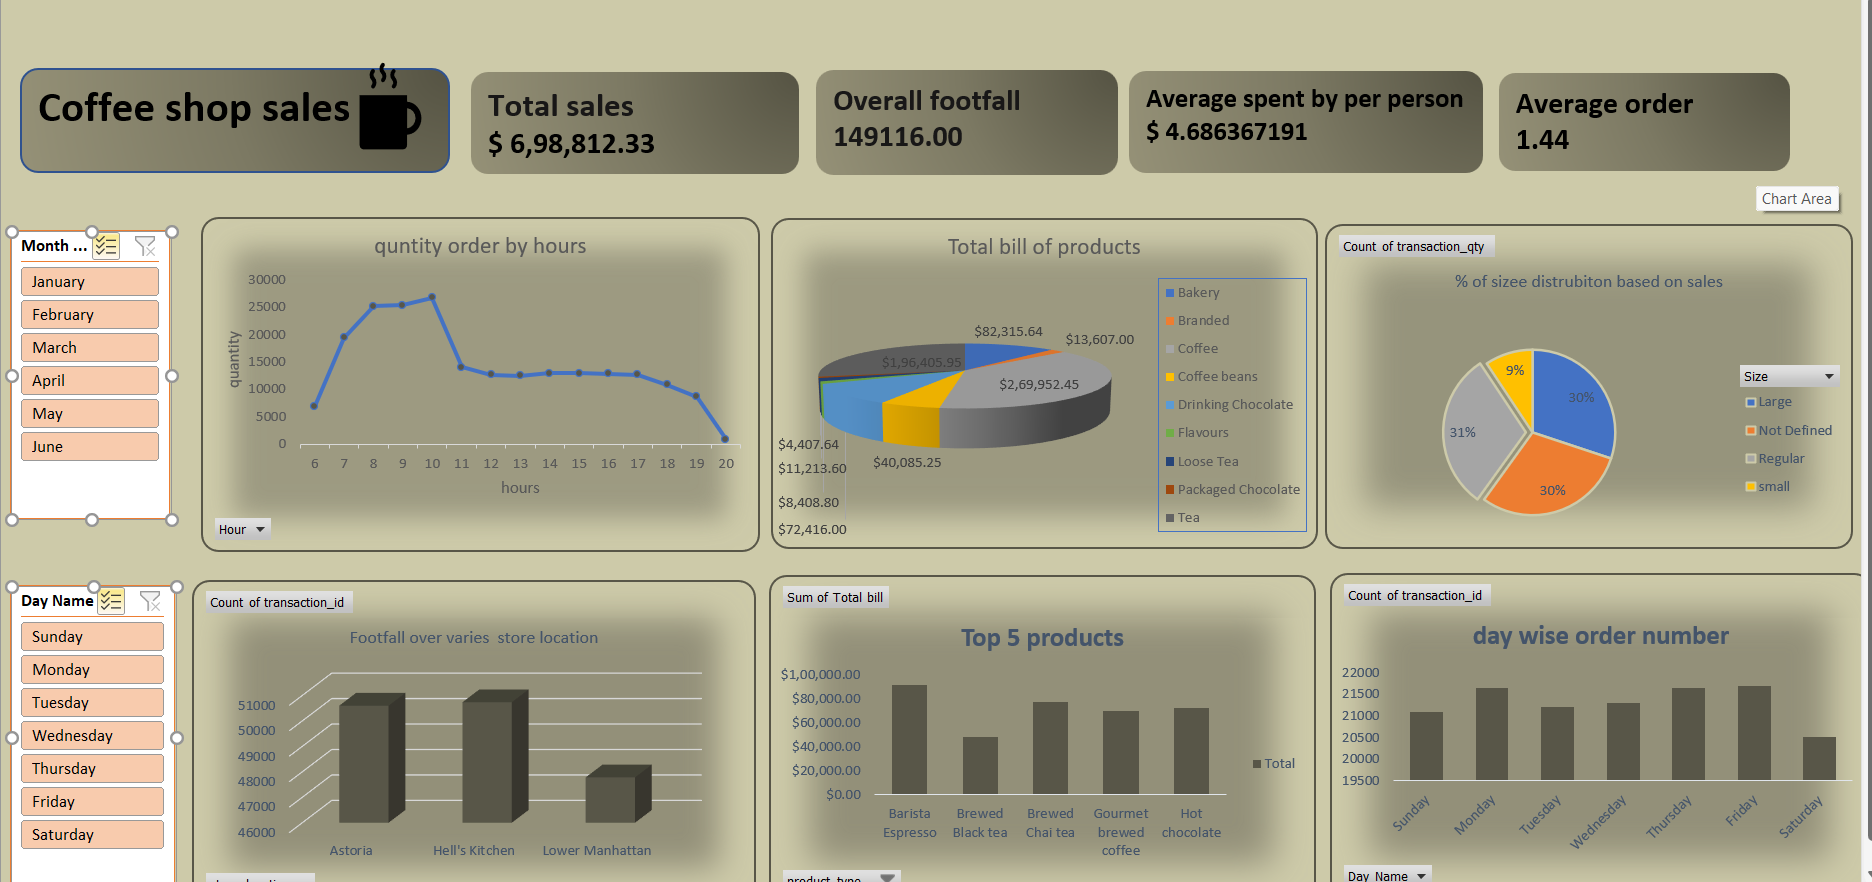 Coffee shop sales
Total sales
$ 6,98,812.33
Overall footfall
149116.00
Average spent by per person
$ 4.686367191
Average order
1.44
Chart Area
Month ...
January
February
March
April
May
June
quntity order by hours
30000
25000
20000
15000
10000
5000
0
quantity
6 7 8 9 10 11 12 13 14 15 16 17 18 19 20
hours
Hour
Total bill of products
$82,315.64
$13,607.00
$1,96,405.95
$2,69,952.45
$4,407.64
$40,085.25
$11,213.60
$8,408.80
$72,416.00
Bakery
Branded
Coffee
Coffee beans
Drinking Chocolate
Flavours
Loose Tea
Packaged Chocolate
Tea
Count of transaction_qty
% of sizee distrubiton based on sales
9%
30%
31%
30%
Size
Large
Not Defined
Regular
small
Day Name
Sunday
Monday
Tuesday
Wednesday
Thursday
Friday
Saturday
Count of transaction_id
Footfall over varies store location
51000
50000
49000
48000
47000
46000
Astoria Hell's Kitchen Lower Manhattan
Sum of Total bill
Top 5 products
$1,00,000.00
$80,000.00
$60,000.00
$40,000.00
$20,000.00
$0.00
Barista Espresso
Brewed Black tea
Brewed Chai tea
Gourmet brewed coffee
Hot chocolate
Total
product_type
Count of transaction_id
day wise order number
22000
21500
21000
20500
20000
19500
Sunday
Monday
Tuesday
Wednesday
Thursday
Friday
Saturday
Day_Name